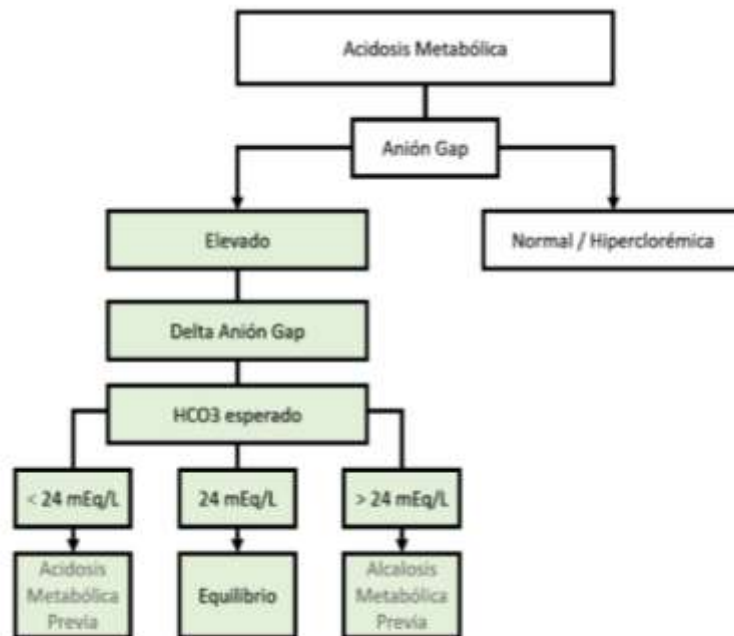 Acidosis Metabólica
Anión Gap
Elevado
Normal / Hiperclorémica
Delta Anión Gap
HCO3 esperado
< 24 mEq/L
24 mEq/L
> 24 mEq/L
Acidosis
Metabólica
Previa
Equilibrio
Alcalosis
Metabólica
Previa